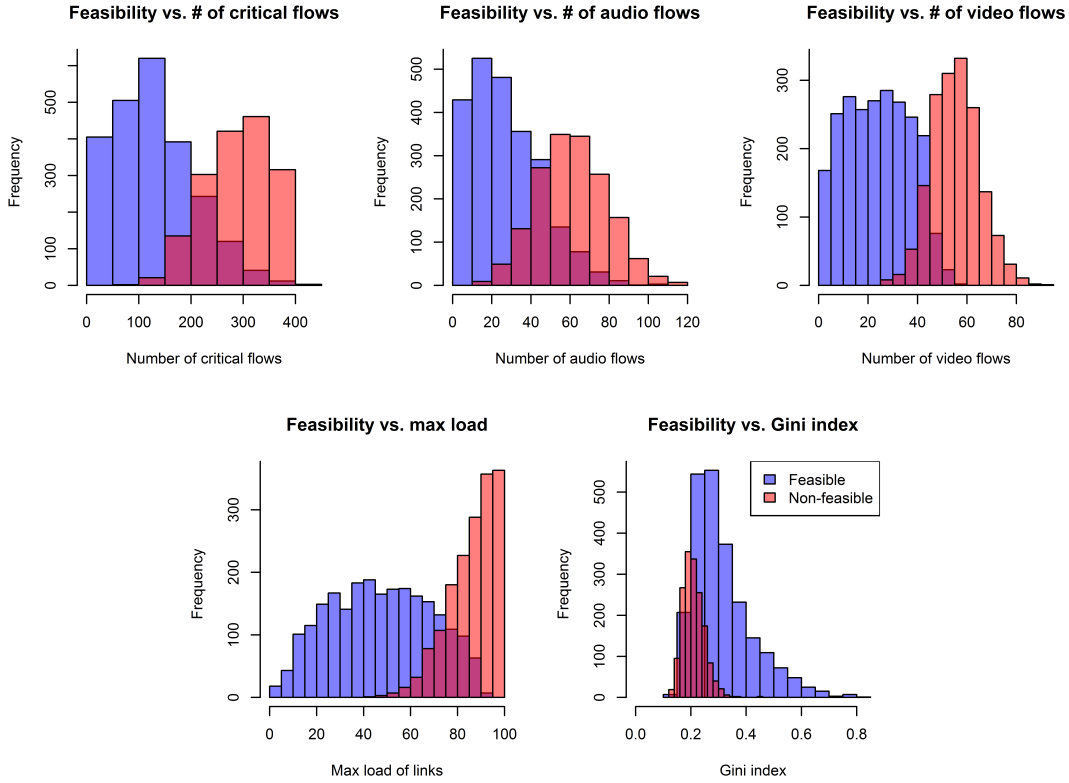 Feasibility vs. # of critical flows
Frequency
0
100
300
500
0 100 200 300 400
Number of critical flows
Feasibility vs. # of audio flows
Frequency
0
100
200
300
400
500
0 20 40 60 80 100 120
Number of audio flows
Feasibility vs. # of video flows
Frequency
0
100
200
300
0 20 40 60 80
Number of video flows
Feasibility vs. max load
Frequency
0
100
200
300
0 20 40 60 80 100
Max load of links
Feasibility vs. Gini index
Feasible
Non-feasible
Frequency
0
100
200
300
400
500
0.0 0.2 0.4 0.6 0.8
Gini index